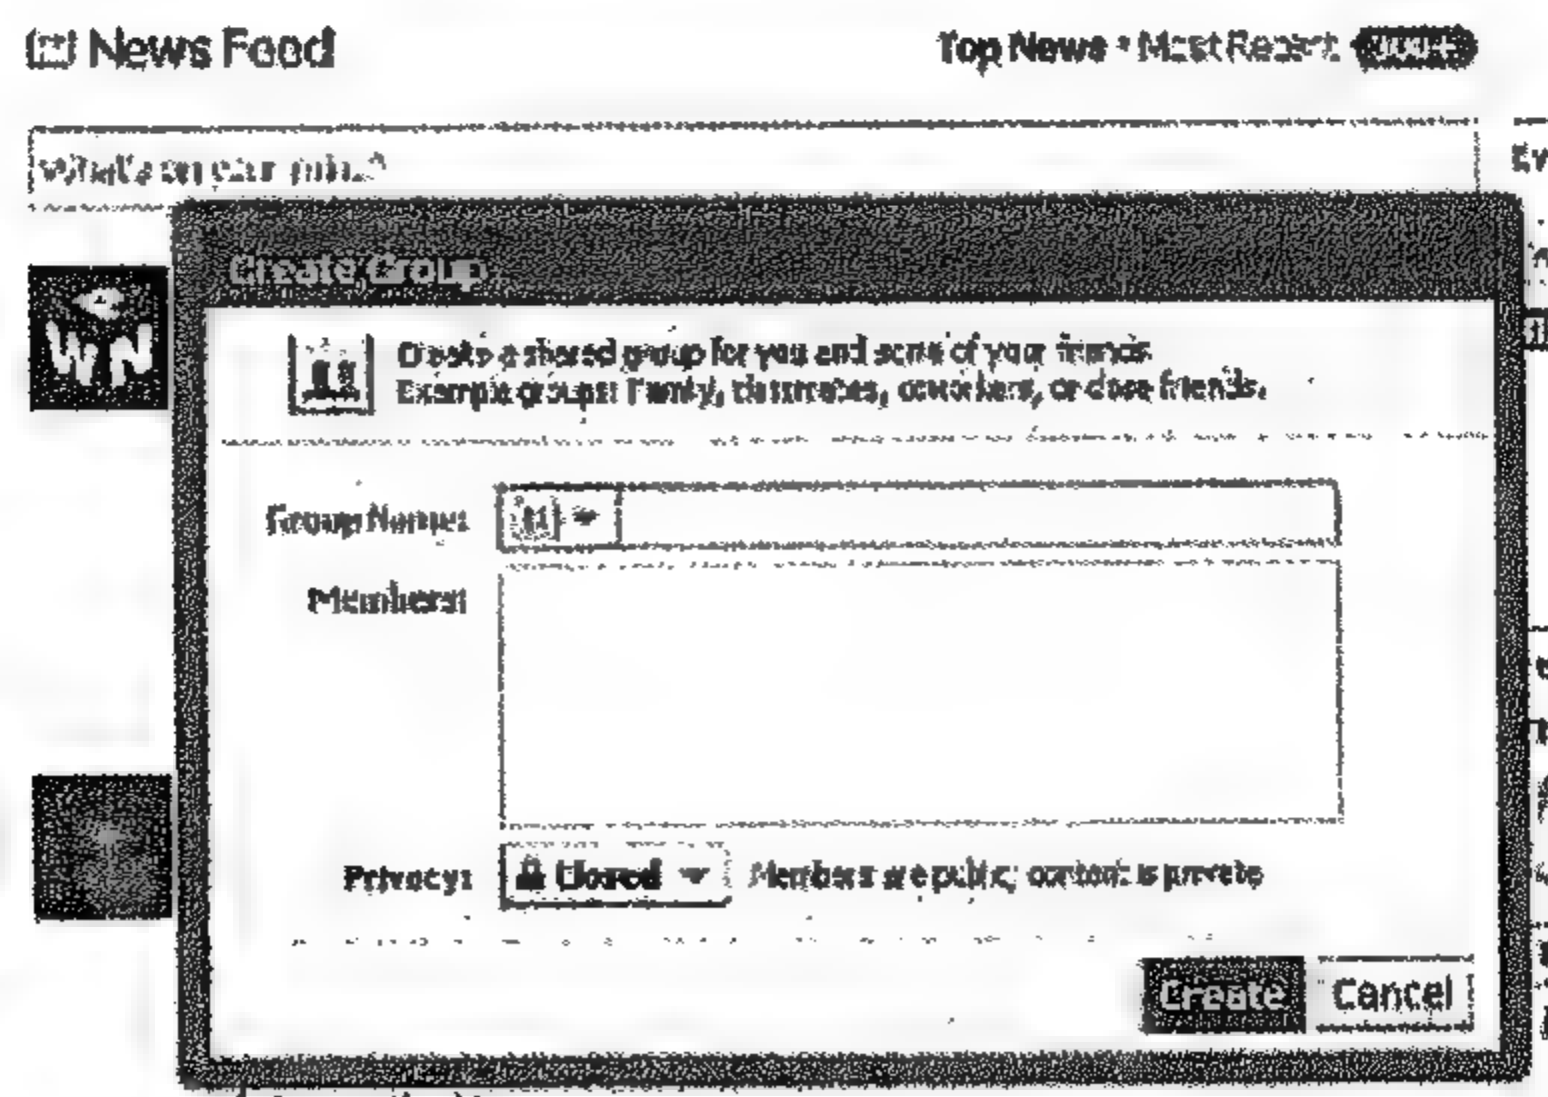 News Feed
Top News • Most Recent 300+
What's on your mind?
Create Group
Create a shared group for you and some of your friends.
Example groups: Family, classmates, coworkers, or close friends.
Group Name:
Members:
Privacy: Closed Members are public, content is private
Create Cancel